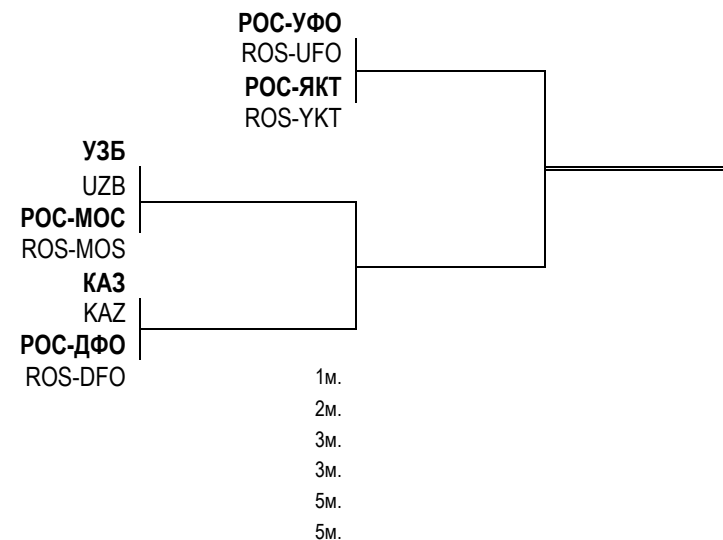 РОС-УФО
ROS-UFO
РОС-ЯКТ
ROS-YKT
УЗБ
UZB
РОС-МОС
ROS-MOS
КАЗ
KAZ
РОС-ДФО
ROS-DFO
1м.
2м.
3м.
3м.
5м.
5м.